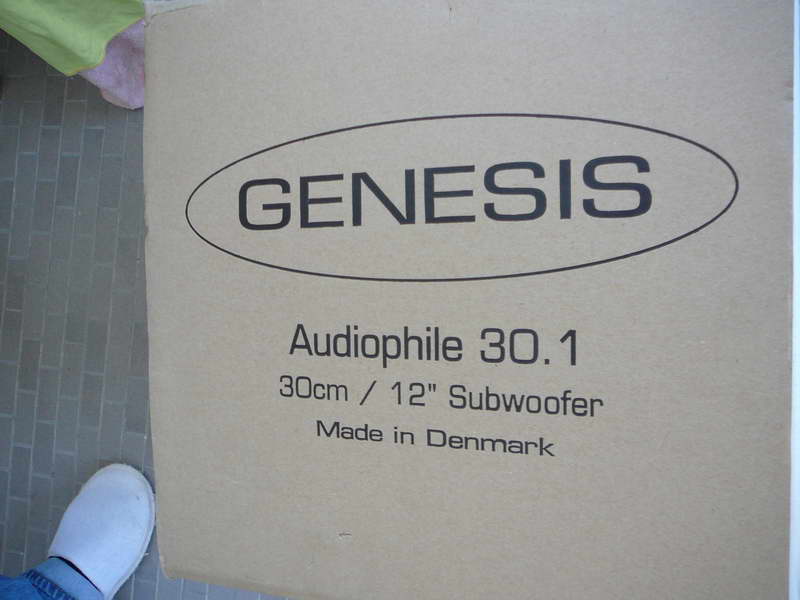 GENESIS
Audiophile 30.1
30cm / 12" Subwoofer
Made in Denmark